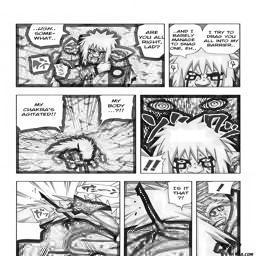 I TRY TO
DRAG YOU
ALL INTO MY
BARRIER...
...AND I
BARELY
MANAGE
TO SNAG
ONE, EH...
ARE YOU
ALL
RIGHT,
LAD?
...UGH..
SOME-
WHAT...
MY
BODY
...?!!
MY
CHAKRA'S
AGITATED!!
!!
IS IT
THAT
?
!!